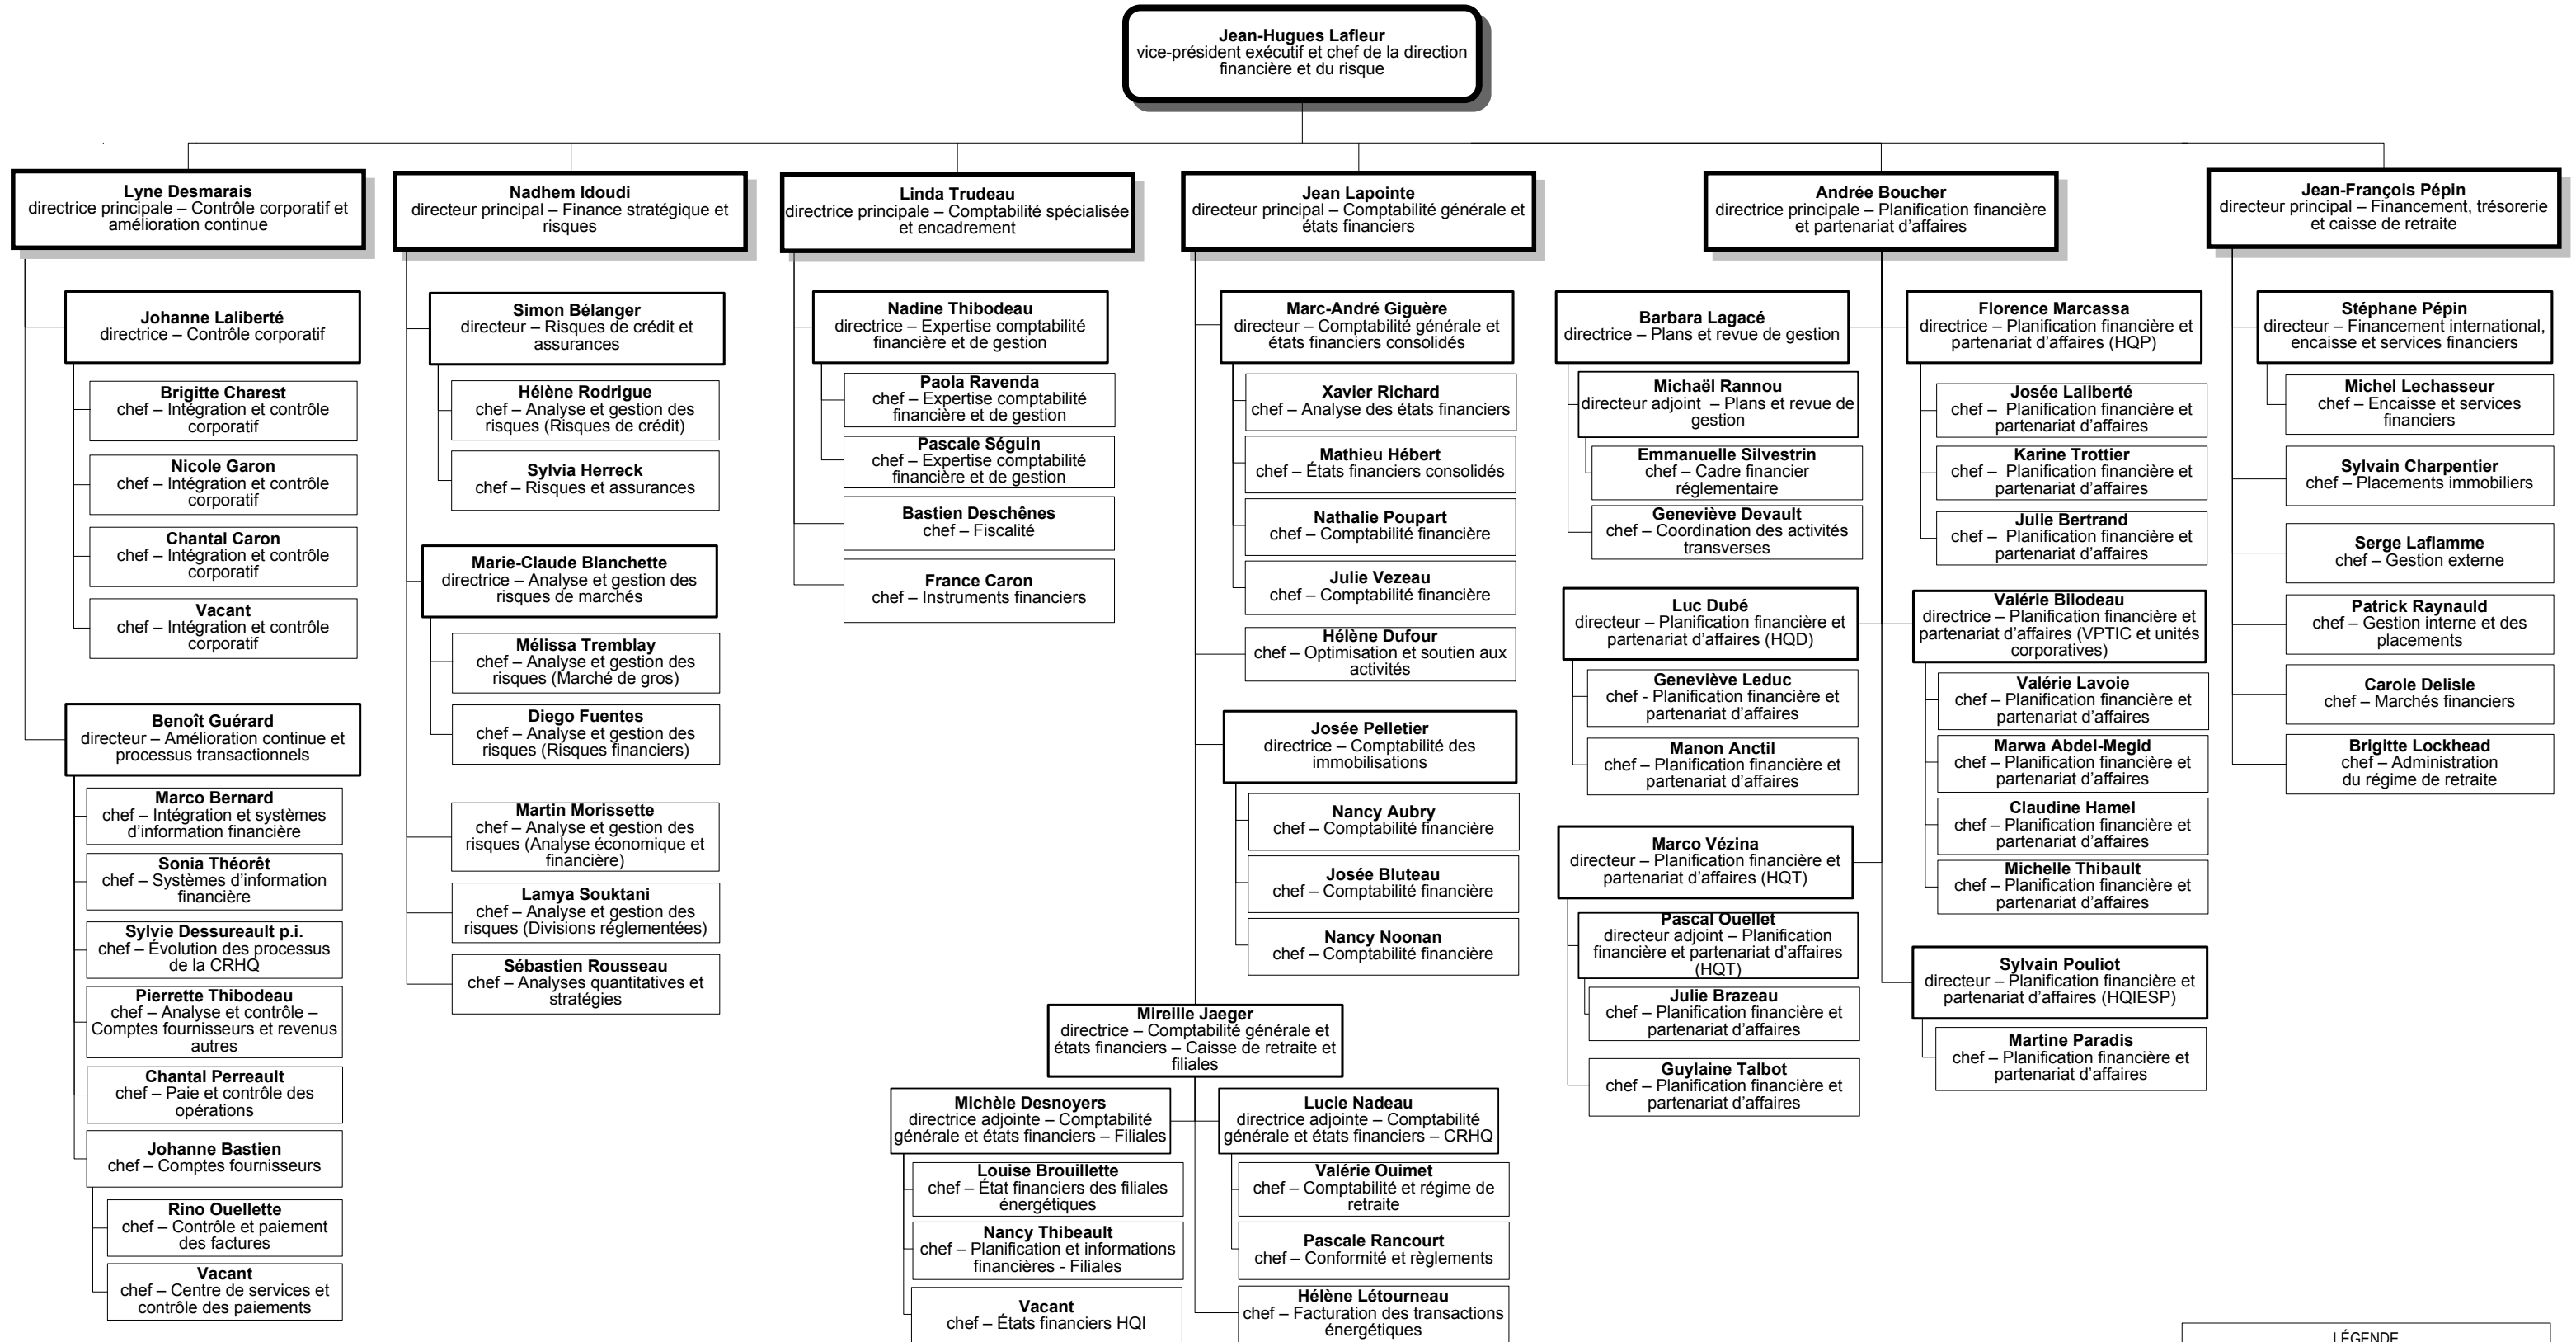 Jean-Hugues Lafleur
vice-président exécutif et chef de la direction
financière et du risque
Lyne Desmarais
directrice principale – Contrôle corporatif et
amélioration continue
Johanne Laliberté
directrice – Contrôle corporatif
Brigitte Charest
chef – Intégration et contrôle
corporatif
Nicole Garon
chef – Intégration et contrôle
corporatif
Chantal Caron
chef – Intégration et contrôle
corporatif
Vacant
chef – Intégration et contrôle
corporatif
Benoît Guérard
directeur – Amélioration continue et
processus transactionnels
Marco Bernard
chef – Intégration et systèmes
d'information financière
Sonia Théorêt
chef – Systèmes d'information
financière
Sylvie Dessureault p.i.
chef – Évolution des processus
de la CRHQ
Pierrette Thibodeau
chef – Analyse et contrôle –
Comptes fournisseurs et revenus
autres
Chantal Perreault
chef – Paie et contrôle des
opérations
Johanne Bastien
chef – Comptes fournisseurs
Rino Ouellette
chef – Contrôle et paiement
des factures
Vacant
chef – Centre de services et
contrôle des paiements
Nadhem Idoudi
directeur principal – Finance stratégique et
risques
Simon Bélanger
directeur – Risques de crédit et
assurances
Hélène Rodrigue
chef – Analyse et gestion des
risques (Risques de crédit)
Sylvia Herreck
chef – Risques et assurances
Marie-Claude Blanchette
directrice – Analyse et gestion des
risques de marchés
Mélissa Tremblay
chef – Analyse et gestion des
risques (Marché de gros)
Diego Fuentes
chef – Analyse et gestion des
risques (Risques financiers)
Martin Morissette
chef – Analyse et gestion des
risques (Analyse économique et
financière)
Lamya Souktani
chef – Analyse et gestion des
risques (Divisions réglementées)
Sébastien Rousseau
chef – Analyses quantitatives et
stratégies
Linda Trudeau
directrice principale – Comptabilité spécialisée
et encadrement
Nadine Thibodeau
directrice – Expertise comptabilité
financière et de gestion
Paola Ravenda
chef – Expertise comptabilité
financière et de gestion
Pascale Séguin
chef – Expertise comptabilité
financière et de gestion
Bastien Deschênes
chef – Fiscalité
France Caron
chef – Instruments financiers
Jean Lapointe
directeur principal – Comptabilité générale et
états financiers
Marc-André Giguère
directeur – Comptabilité générale et
états financiers consolidés
Xavier Richard
chef – Analyse des états financiers
Mathieu Hébert
chef – États financiers consolidés
Nathalie Poupart
chef – Comptabilité financière
Julie Vezeau
chef – Comptabilité financière
Hélène Dufour
chef – Optimisation et soutien aux
activités
Josée Pelletier
directrice – Comptabilité des
immobilisations
Nancy Aubry
chef – Comptabilité financière
Josée Bluteau
chef – Comptabilité financière
Nancy Noonan
chef – Comptabilité financière
Mireille Jaeger
directrice – Comptabilité générale et
états financiers – Caisse de retraite et
filiales
Michèle Desnoyers
directrice adjointe – Comptabilité
générale et états financiers – Filiales
Louise Brouillette
chef – État financiers des filiales
énergétiques
Nancy Thibeault
chef – Planification et informations
financières - Filiales
Vacant
chef – États financiers HQI
Lucie Nadeau
directrice adjointe – Comptabilité
générale et états financiers – CRHQ
Valérie Ouimet
chef – Comptabilité et régime de
retraite
Pascale Rancourt
chef – Conformité et règlements
Hélène Létourneau
chef – Facturation des transactions
énergétiques
Andrée Boucher
directrice principale – Planification financière
et partenariat d'affaires
Barbara Lagacé
directrice – Plans et revue de gestion
Michaël Rannou
directeur adjoint – Plans et revue de
gestion
Emmanuelle Silvestrin
chef – Cadre financier
réglementaire
Geneviève Devault
chef – Coordination des activités
transverses
Luc Dubé
directeur – Planification financière et
partenariat d'affaires (HQD)
Geneviève Leduc
chef - Planification financière et
partenariat d'affaires
Manon Anctil
chef – Planification financière et
partenariat d'affaires
Marco Vézina
directeur – Planification financière et
partenariat d'affaires (HQT)
Pascal Ouellet
directeur adjoint – Planification
financière et partenariat d'affaires
(HQT)
Julie Brazeau
chef – Planification financière et
partenariat d'affaires
Guylaine Talbot
chef – Planification financière et
partenariat d'affaires
Florence Marcassa
directrice – Planification financière et
partenariat d'affaires (HQP)
Josée Laliberté
chef – Planification financière et
partenariat d'affaires
Karine Trottier
chef – Planification financière et
partenariat d'affaires
Julie Bertrand
chef – Planification financière et
partenariat d'affaires
Valérie Bilodeau
directrice – Planification financière et
partenariat d'affaires (VPTIC et unités
corporatives)
Valérie Lavoie
chef – Planification financière et
partenariat d'affaires
Marwa Abdel-Megid
chef – Planification financière et
partenariat d'affaires
Claudine Hamel
chef – Planification financière et
partenariat d'affaires
Michelle Thibault
chef – Planification financière et
partenariat d'affaires
Sylvain Pouliot
directeur – Planification financière et
partenariat d'affaires (HQIESP)
Martine Paradis
chef – Planification financière et
partenariat d'affaires
Jean-François Pépin
directeur principal – Financement, trésorerie
et caisse de retraite
Stéphane Pépin
directeur – Financement international,
encaisse et services financiers
Michel Lechasseur
chef – Encaisse et services
financiers
Sylvain Charpentier
chef – Placements immobiliers
Serge Laflamme
chef – Gestion externe
Patrick Raynauld
chef – Gestion interne et des
placements
Carole Delisle
chef – Marchés financiers
Brigitte Lockhead
chef – Administration
du régime de retraite
LÉGENDE